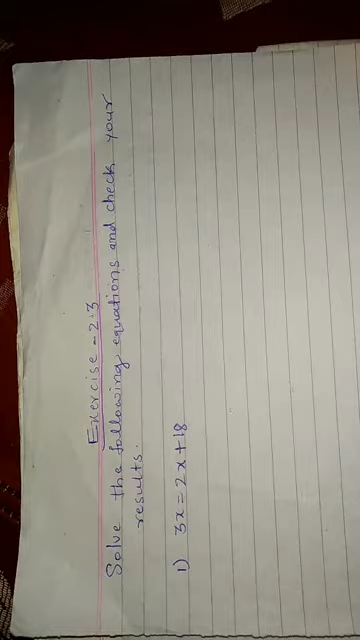 Exercise - 2.3
Solve the following equations and check your
results.
1) 3x = 2x + 18